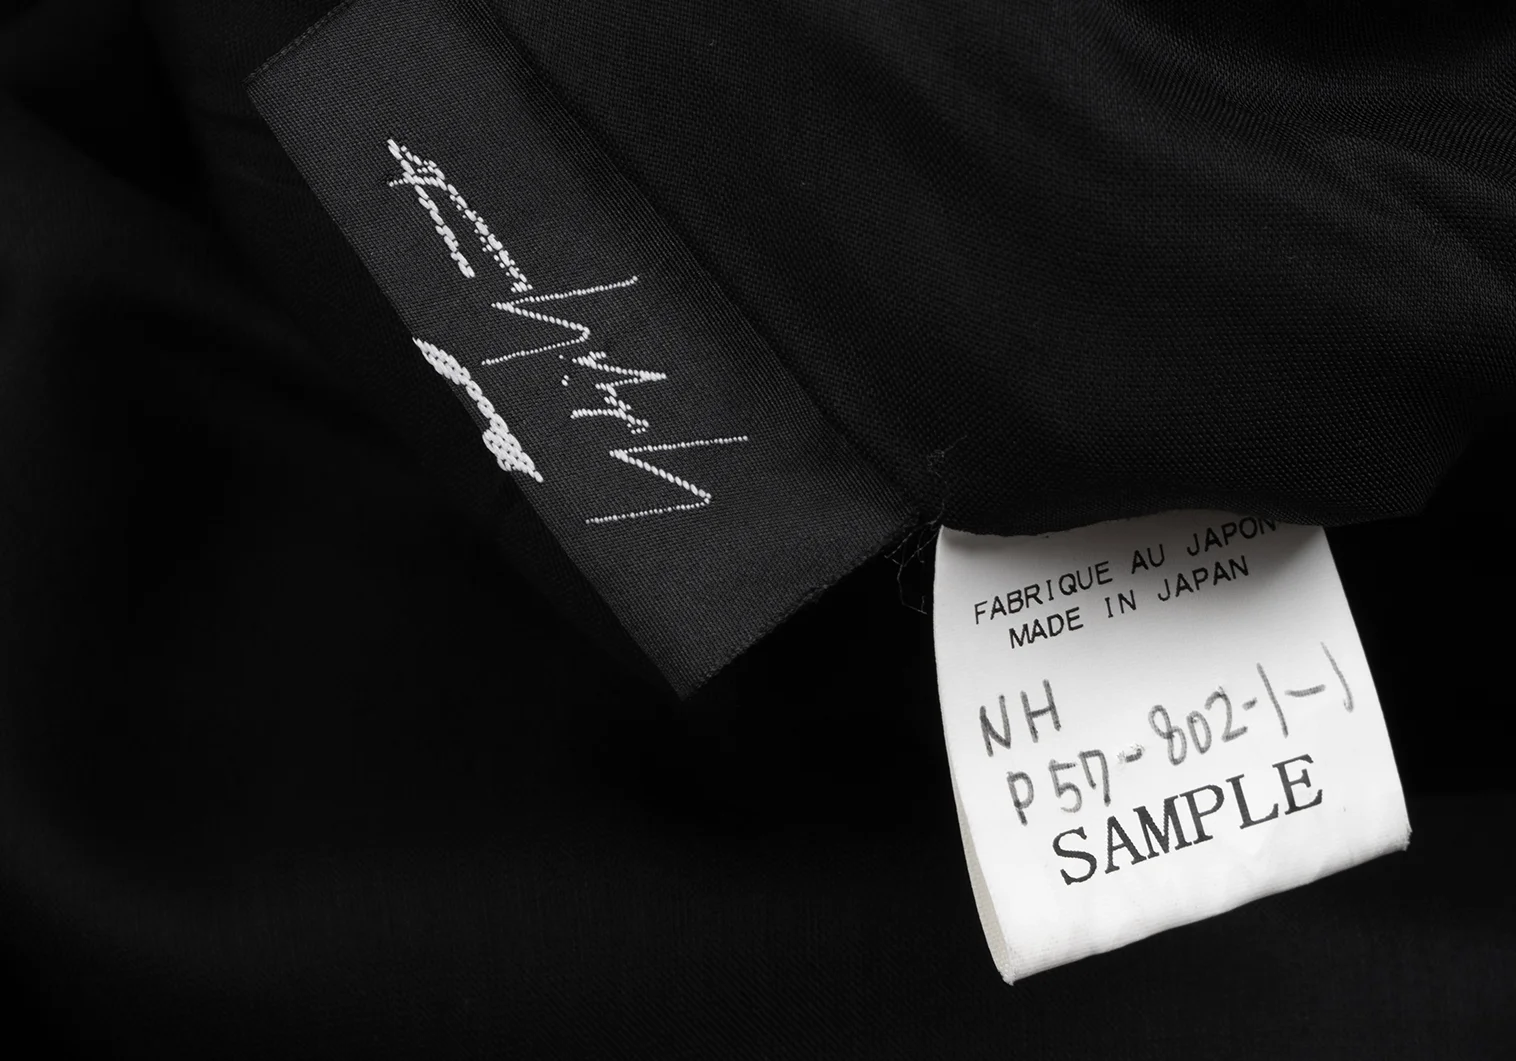 FABRIQUE AU JAPON
MADE IN JAPAN
NH
P57-802-1-J
SAMPLE